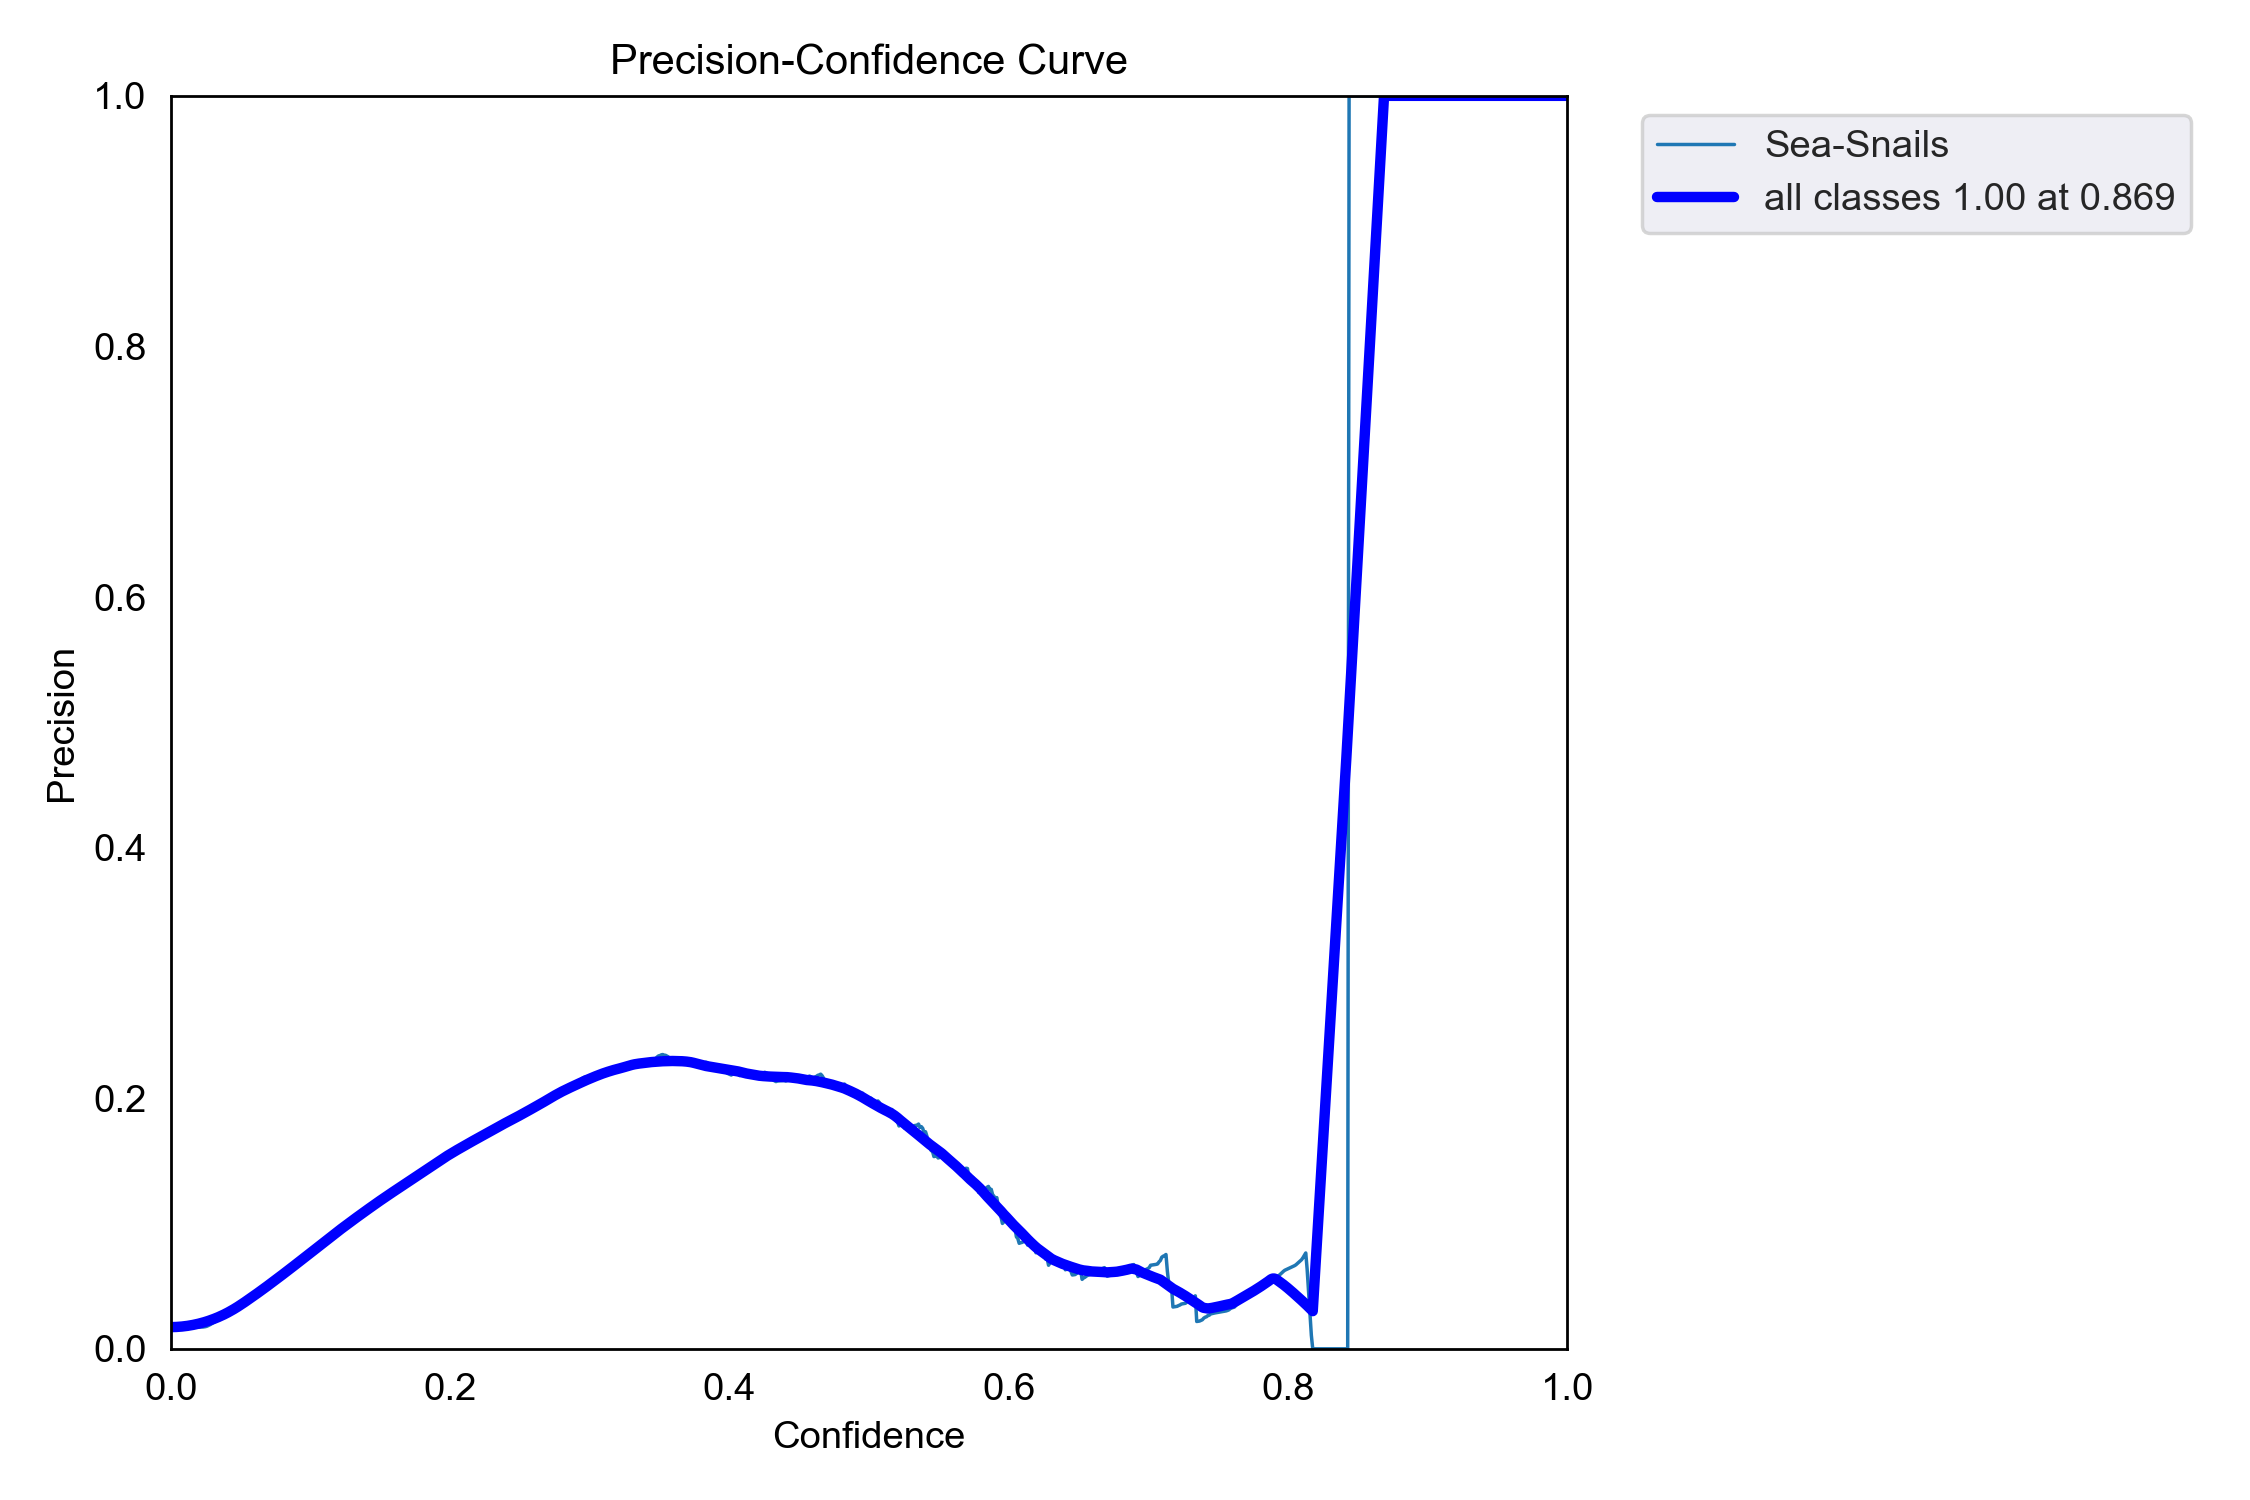 Precision-Confidence Curve
1.0
0.8
0.6
0.4
0.2
0.0
Precision
0.0 0.2 0.4 0.6 0.8 1.0
Confidence
Sea-Snails
all classes 1.00 at 0.869